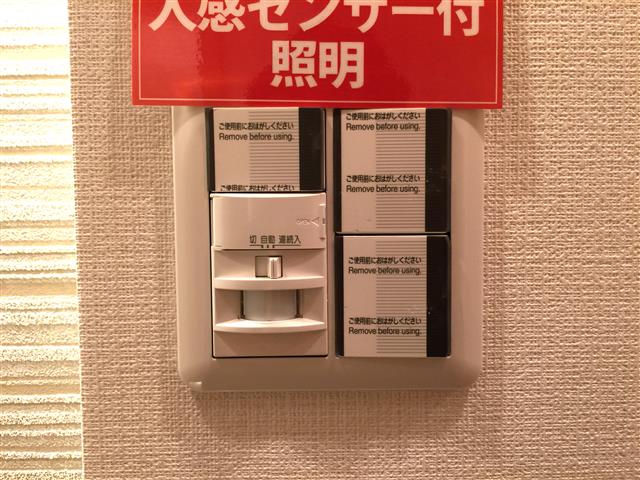 人感センサー付
照明
ご使用前におはがしください
Remove before using.
ご使用前におはがしください
ご使用前におはがしください
Remove before using.
ご使用前におはがしください
Remove before using.
OPEN
切 自動 連続入
ご使用前におはがしください
Remove before using.
ご使用前におはがしください
Remove before using.